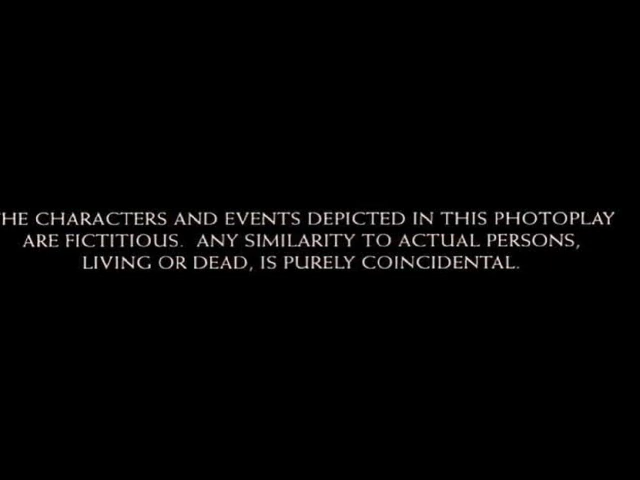 HE CHARACTERS AND EVENTS DEPICTED IN THIS PHOTOPLAY
ARE FICTITIOUS. ANY SIMILARITY TO ACTUAL PERSONS,
LIVING OR DEAD, IS PURELY COINCIDENTAL.